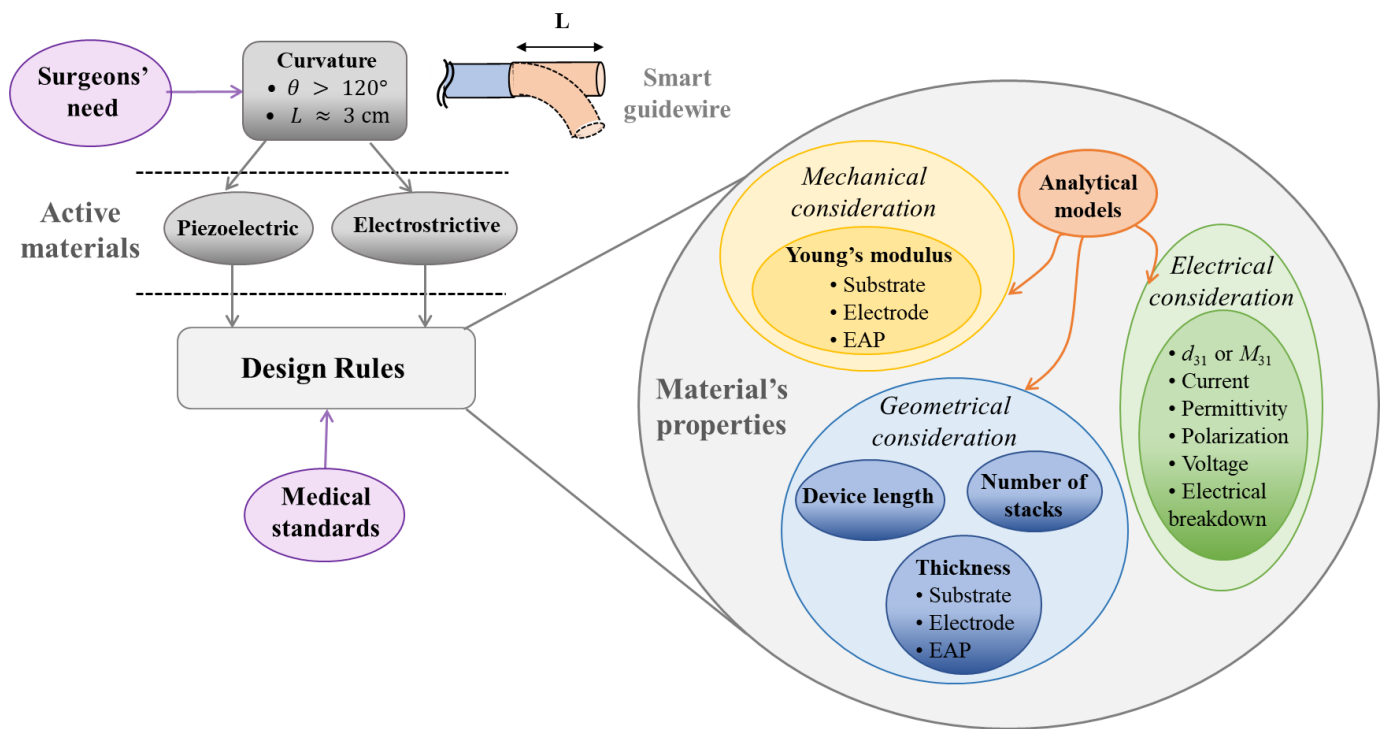 Surgeons'
need
Curvature
• θ > 120°
• L ≈ 3 cm
L
Smart
guidewire
Active
materials
Piezoelectric
Electrostrictive
Design Rules
Medical
standards
Material's
properties
Mechanical
consideration
Young's modulus
• Substrate
• Electrode
• EAP
Analytical
models
Electrical
consideration
• d₃₁ or M₃₁
• Current
• Permittivity
• Polarization
• Voltage
• Electrical
breakdown
Geometrical
consideration
Device length
Number of
stacks
Thickness
• Substrate
• Electrode
• EAP